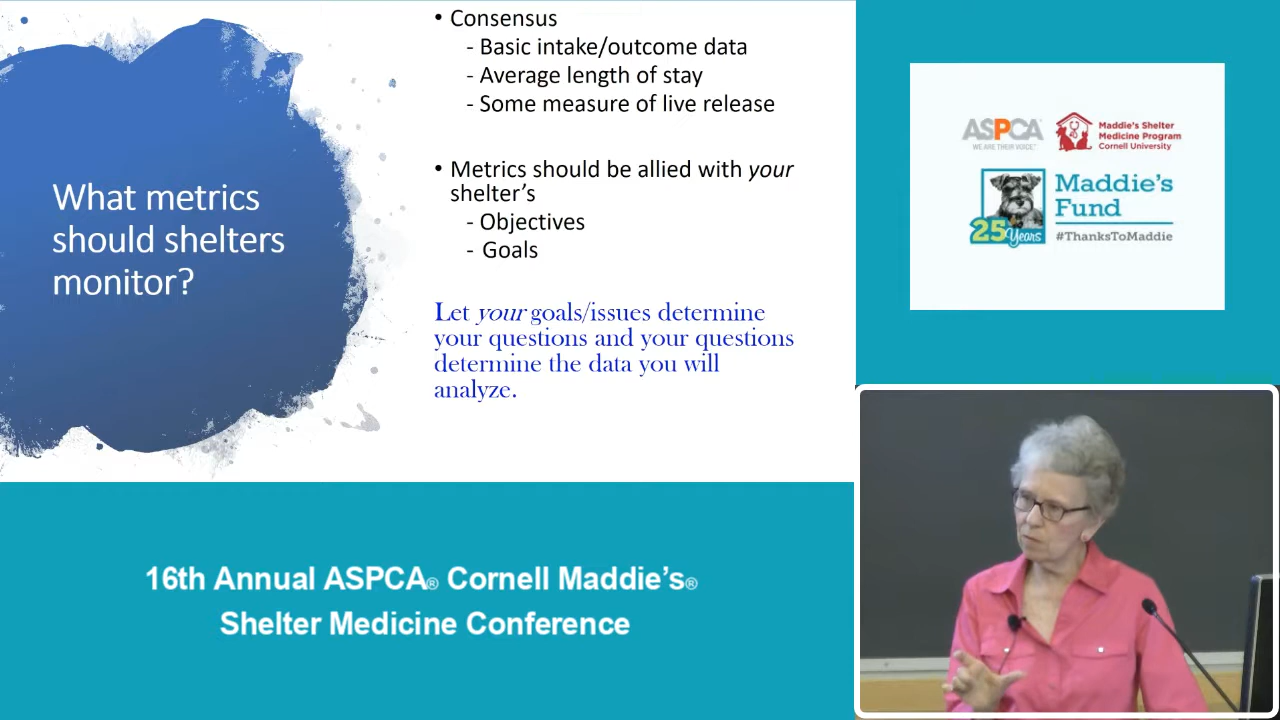 What metrics
should shelters
monitor?
• Consensus
- Basic intake/outcome data
- Average length of stay
- Some measure of live release
• Metrics should be allied with your
shelter’s
- Objectives
- Goals
Let your goals/issues determine
your questions and your questions
determine the data you will
analyze.
ASPCA
WE ARE THEIR VOICE
Maddie's Shelter
Medicine Program
Cornell University
25 Years
Maddie's
Fund
#ThanksToMaddie
16th Annual ASPCA® Cornell Maddie’s®
Shelter Medicine Conference